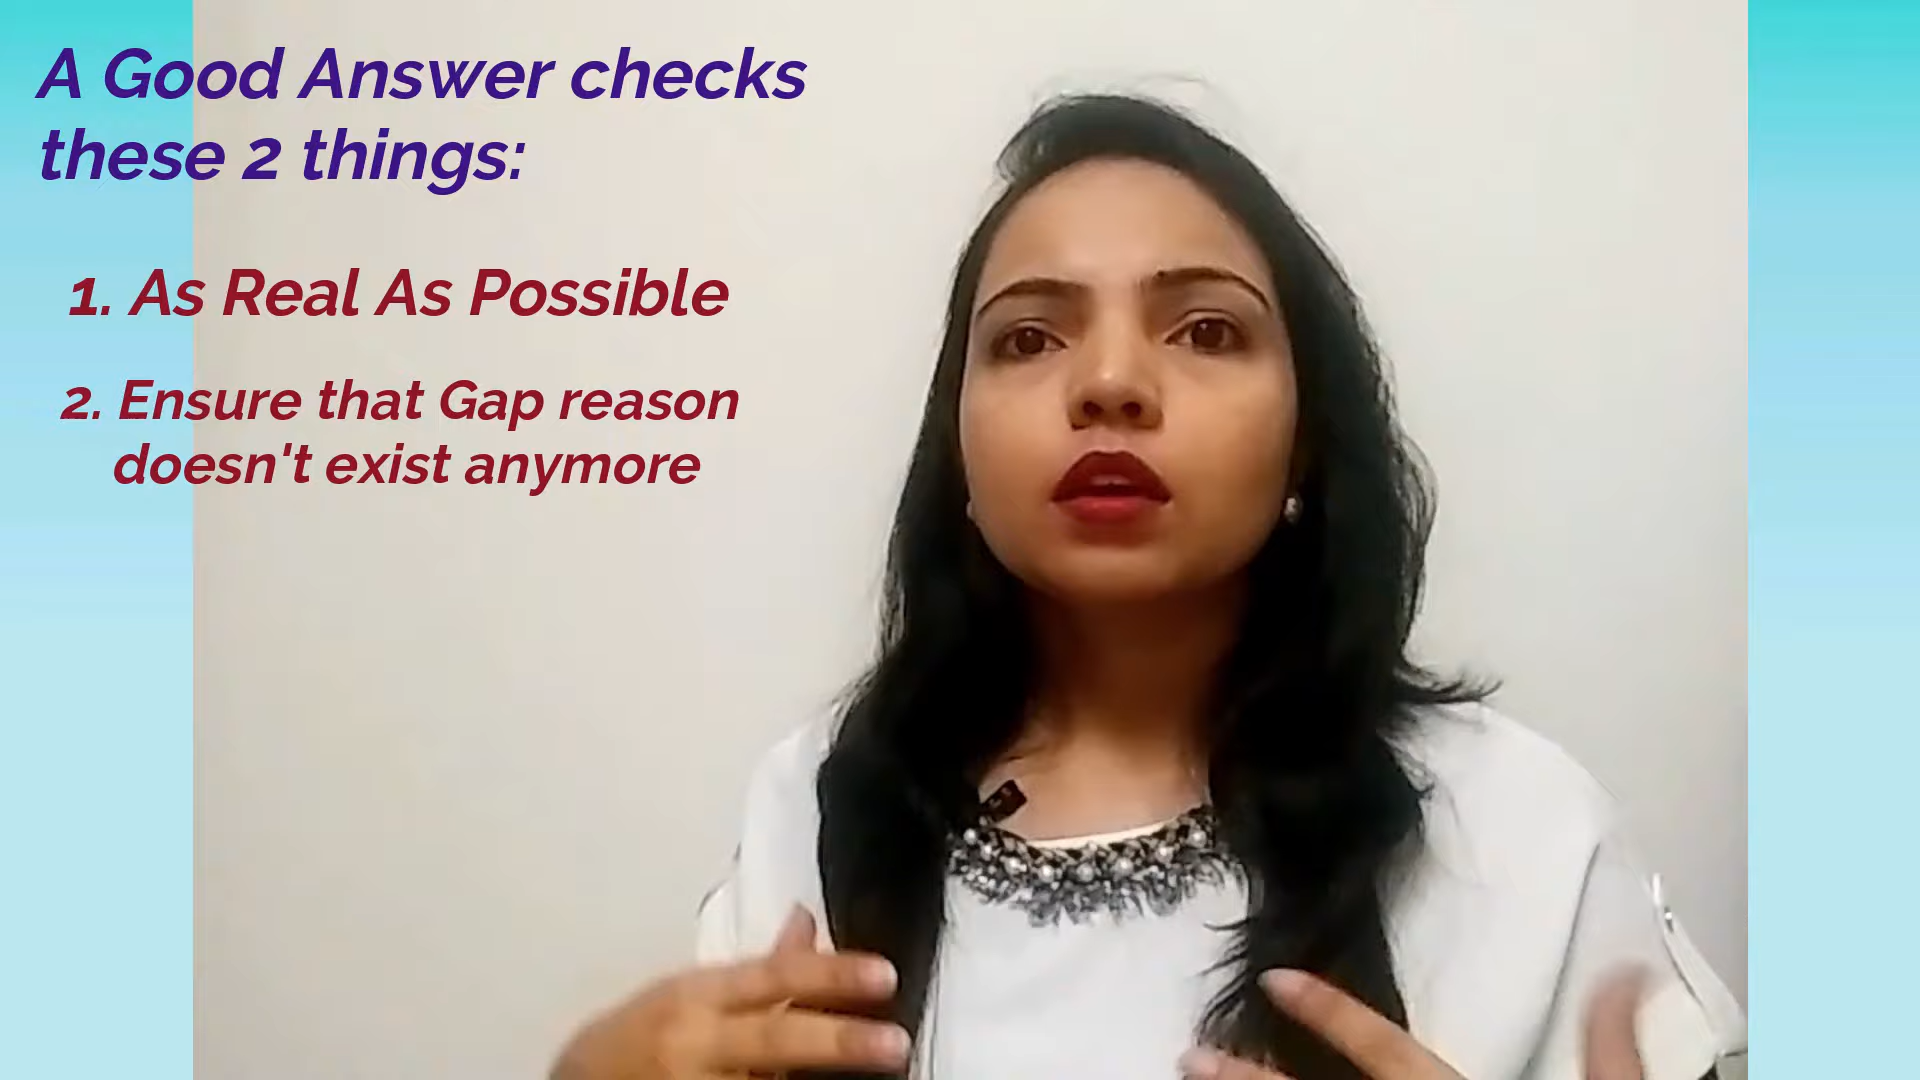 A Good Answer checks
these 2 things:
1. As Real As Possible
2. Ensure that Gap reason
doesn't exist anymore